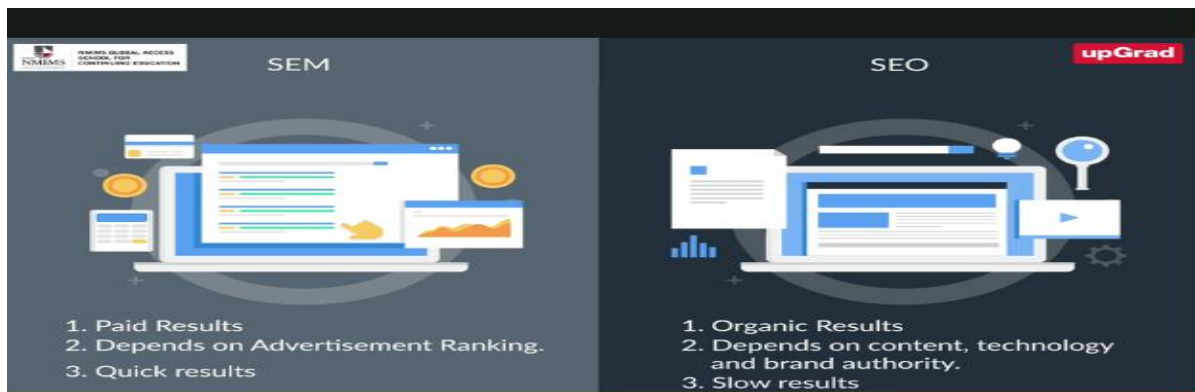 NMIMS
NMIMS GLOBAL ACCESS
SCHOOL FOR
CONTINUING EDUCATION
SEM
1. Paid Results
2. Depends on Advertisement Ranking.
3. Quick results
upGrad
SEO
1. Organic Results
2. Depends on content, technology
and brand authority.
3. Slow results